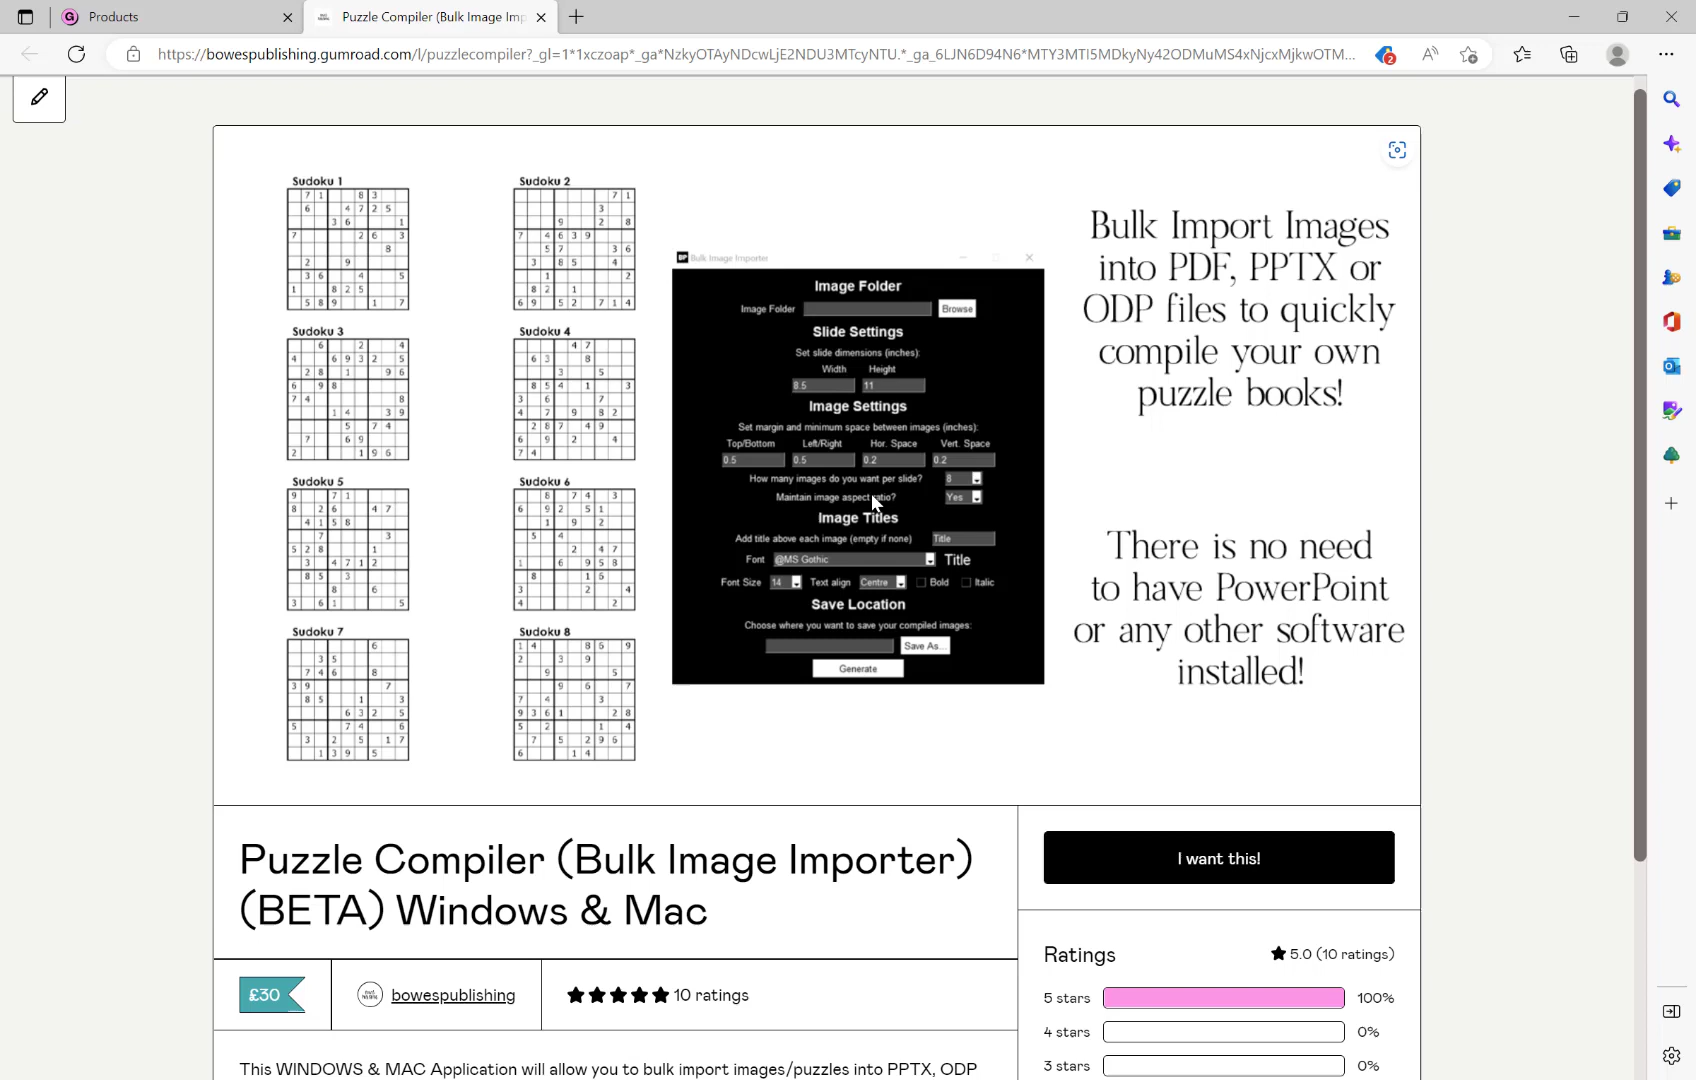 Products
Puzzle Compiler (Bulk Image Imp
https://bowespublishing.gumroad.com/l/puzzlecompiler?_gl=1*1xczoap*_ga*NzkyOTAyNDcwLjE2NDU3MTcyNTU.*_ga_6LJN6D94N6*MTY3MTI5MDkyNy42ODMuMS4xNjcxMjkwOTM...
2
Sudoku 1
Sudoku 2
Sudoku 3
Sudoku 4
Sudoku 5
Sudoku 6
Sudoku 7
Sudoku 8
BP Bulk Image Importer
Image Folder
Image Folder Browse
Slide Settings
Set slide dimensions (inches):
Width Height
8.5 11
Image Settings
Set margin and minimum space between images (inches):
Top/Bottom Left/Right Hor. Space Vert. Space
0.5 0.5 0.2 0.2
How many images do you want per slide? 8
Maintain image aspect ratio? Yes
Image Titles
Add title above each image (empty if none) Title
Font @MS Gothic Title
Font Size 14 Text align Centre Bold Italic
Save Location
Choose where you want to save your compiled images:
Save As...
Generate
Bulk Import Images
into PDF, PPTX or
ODP files to quickly
compile your own
puzzle books!
There is no need
to have PowerPoint
or any other software
installed!
Puzzle Compiler (Bulk Image Importer)
(BETA) Windows & Mac
£30
bowespublishing
10 ratings
This WINDOWS & MAC Application will allow you to bulk import images/puzzles into PPTX, ODP
I want this!
Ratings
5.0 (10 ratings)
5 stars 100%
4 stars 0%
3 stars 0%